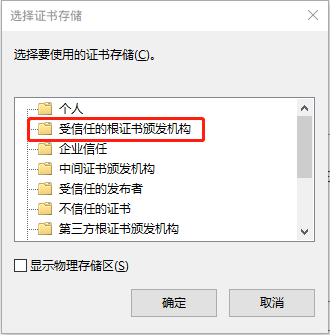 选择证书存储
选择要使用的证书存储(C)。
个人
受信任的根证书颁发机构
企业信任
中间证书颁发机构
受信任的发布者
不信任的证书
第三方根证书颁发机构
显示物理存储区(S)
确定
取消